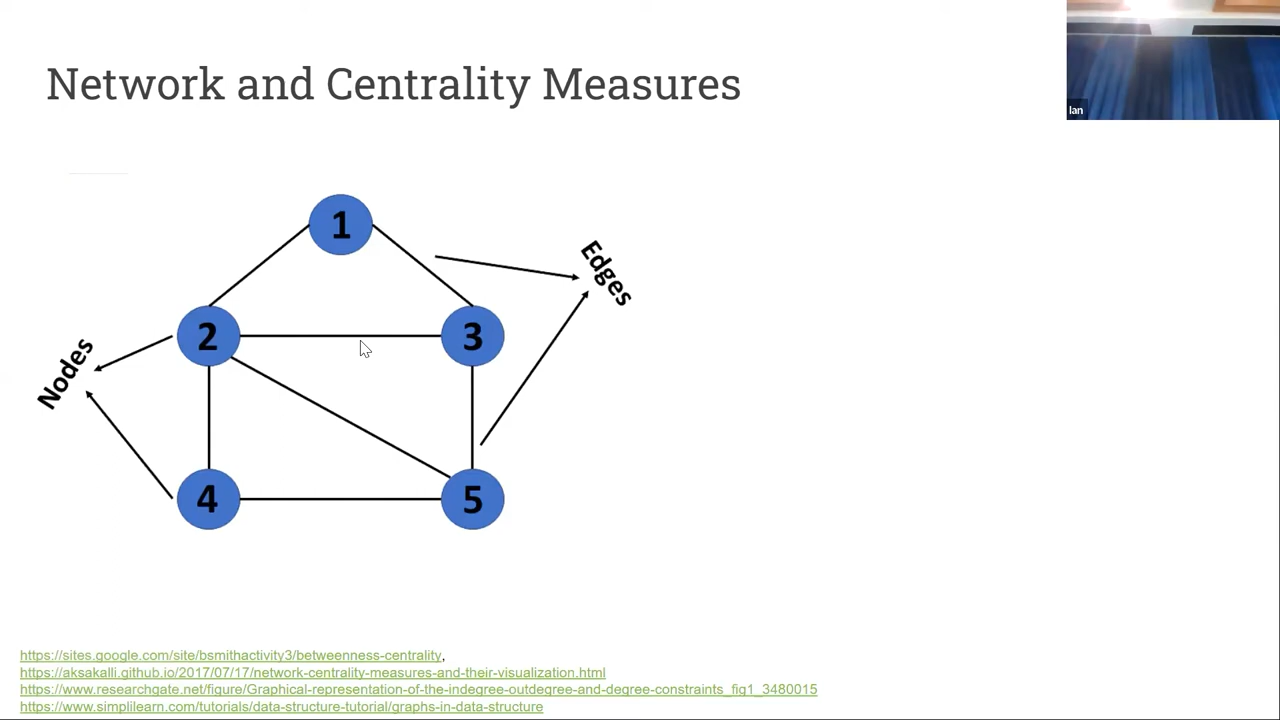 Network and Centrality Measures
Ian
1
Edges
2
3
Nodes
4
5
https://sites.google.com/site/bsmithactivity3/betweenness-centrality,
https://aksakalli.github.io/2017/07/17/network-centrality-measures-and-their-visualization.html
https://www.researchgate.net/figure/Graphical-representation-of-the-indegree-outdegree-and-degree-constraints_fig1_3480015
https://www.simplilearn.com/tutorials/data-structure-tutorial/graphs-in-data-structure